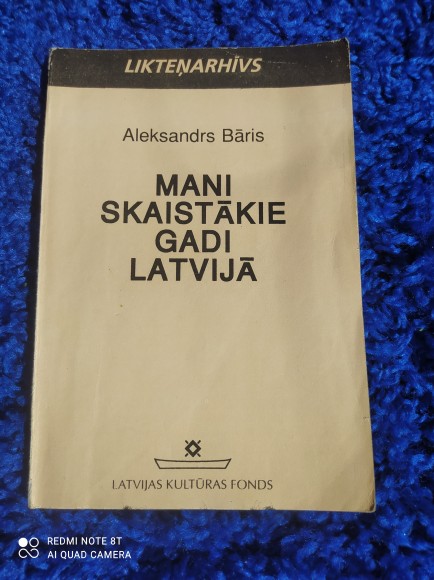 LIKTEŅARHĪVS
Aleksandrs Bāris
MANI
SKAISTĀKIE
GADI
LATVIJĀ
LATVIJAS KULTŪRAS FONDS
REDMI NOTE 8T
AI QUAD CAMERA